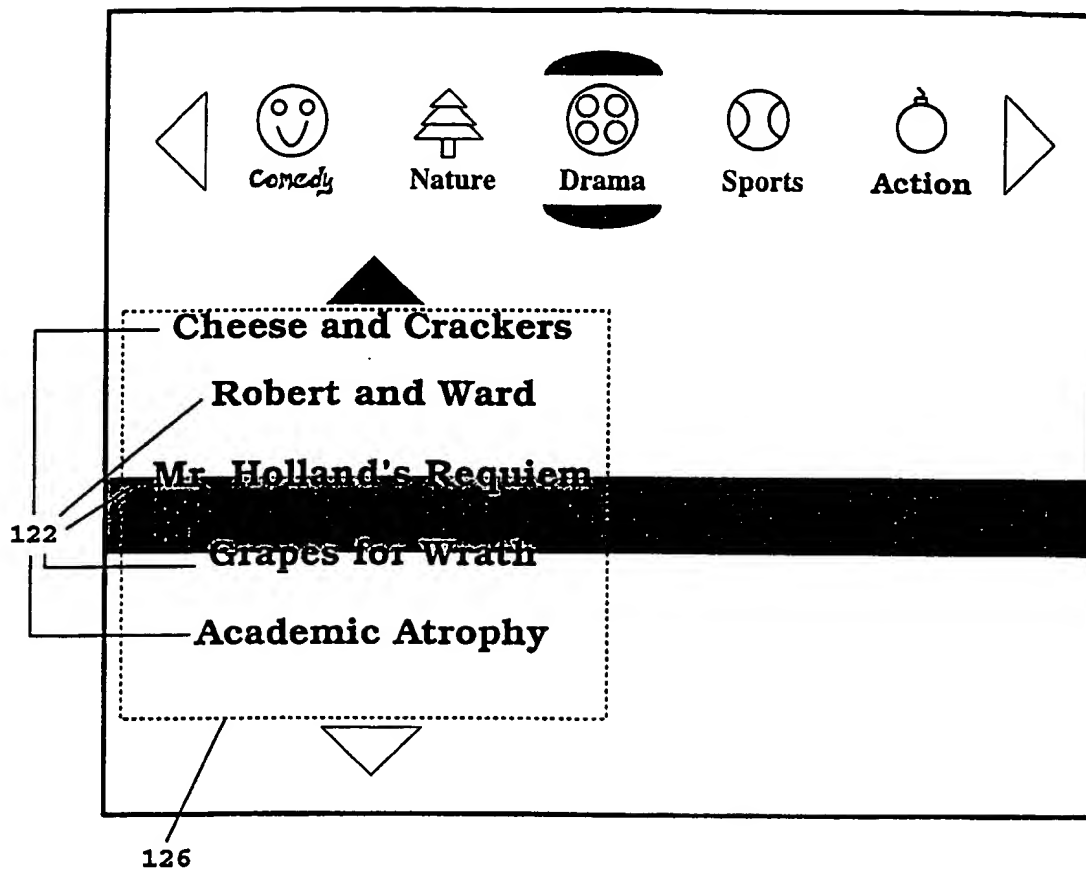 Comedy Nature Drama Sports Action
Cheese and Crackers
Robert and Ward
Mr. Holland's Requiem
122
Grapes for Wrath
Academic Atrophy
126